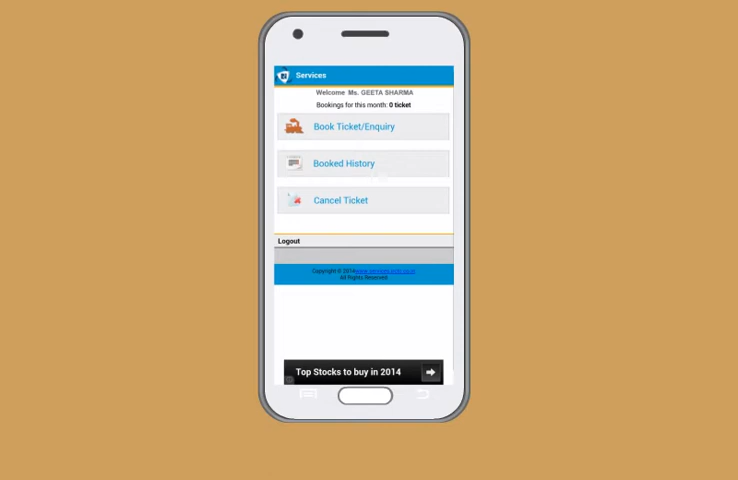 Services
Welcome Ms. GEETA SHARMA
Bookings for this month: 0 ticket
Book Ticket/Enquiry
Booked History
Cancel Ticket
Logout
Copyright © 2014
All Rights Reserved
Top Stocks to buy in 2014